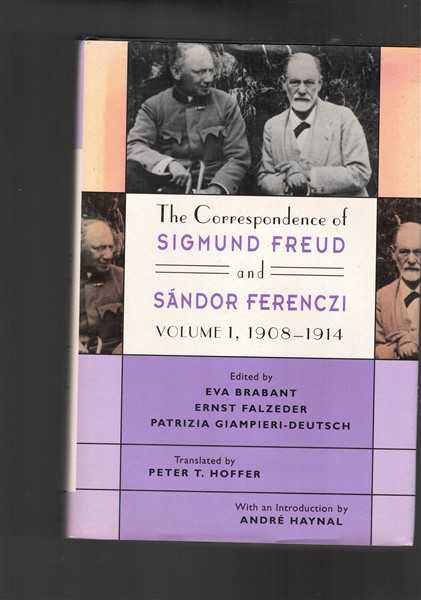 The Correspondence of
SIGMUND FREUD
and
SÁNDOR FERENCZI
VOLUME 1, 1908–1914
Edited by
EVA BRABANT
ERNST FALZEDER
PATRIZIA GIAMPIERI-DEUTSCH
Translated by
PETER T. HOFFER
With an Introduction by
ANDRÉ HAYNAL